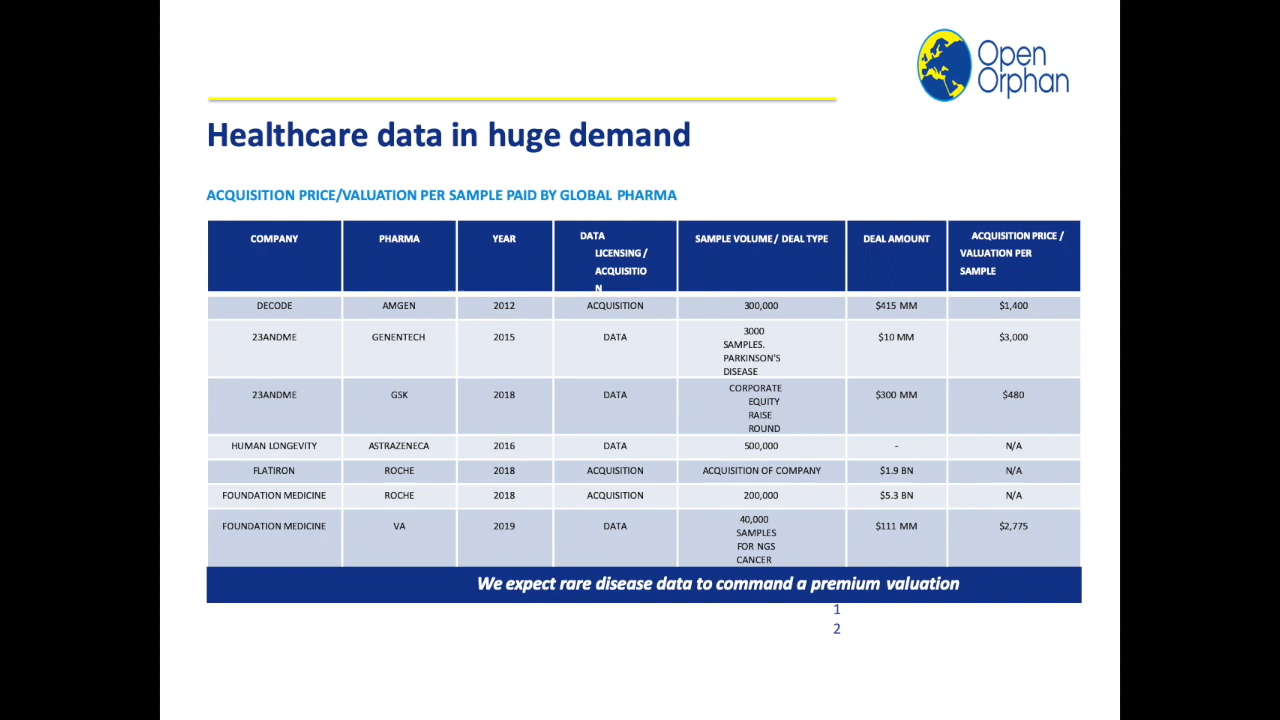 Open
Orphan
Healthcare data in huge demand
ACQUISITION PRICE/VALUATION PER SAMPLE PAID BY GLOBAL PHARMA
COMPANY PHARMA YEAR DATA LICENSING / ACQUISITIO N SAMPLE VOLUME / DEAL TYPE DEAL AMOUNT ACQUISITION PRICE / VALUATION PER SAMPLE
DECODE AMGEN 2012 ACQUISITION 300,000 $415 MM $1,400
23ANDME GENENTECH 2015 DATA 3000 SAMPLES. PARKINSON'S DISEASE $10 MM $3,000
23ANDME GSK 2018 DATA CORPORATE EQUITY RAISE ROUND $300 MM $480
HUMAN LONGEVITY ASTRAZENECA 2016 DATA 500,000 - N/A
FLATIRON ROCHE 2018 ACQUISITION ACQUISITION OF COMPANY $1.9 BN N/A
FOUNDATION MEDICINE ROCHE 2018 ACQUISITION 200,000 $5.3 BN N/A
FOUNDATION MEDICINE VA 2019 DATA 40,000 SAMPLES FOR NGS CANCER $111 MM $2,775
We expect rare disease data to command a premium valuation
1
2